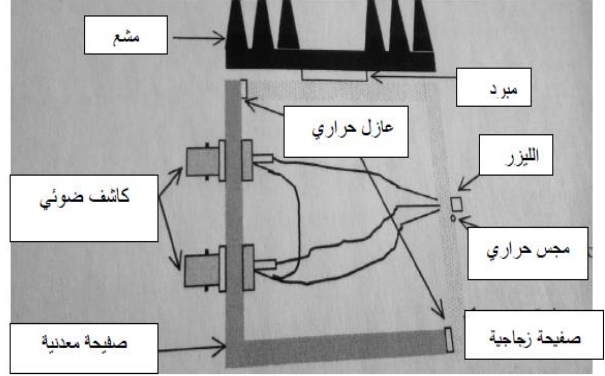 مشع
مبرد
عازل حراري
الليزر
كاشف ضوئي
مجس حراري
صفيحة معدنية
صفيحة زجاجية